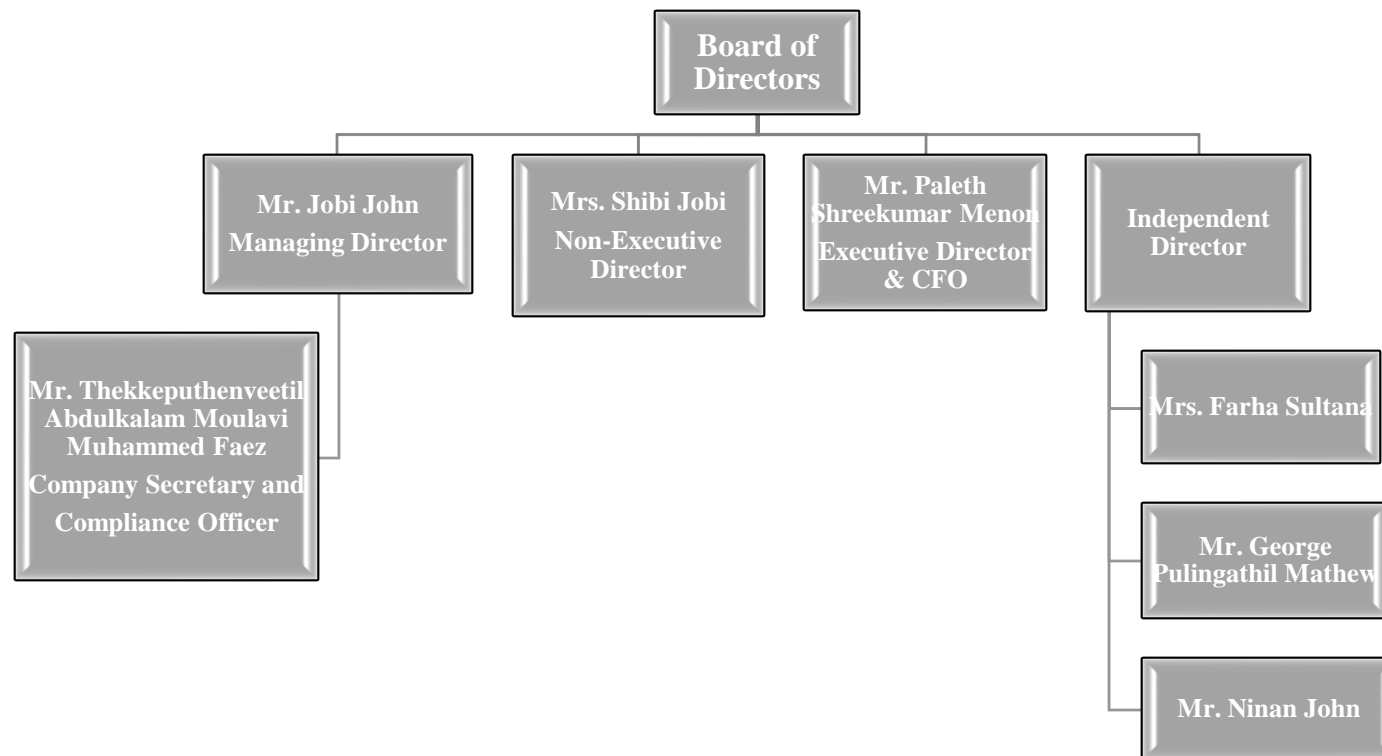 Board of
Directors
Mr. Jobi John
Managing Director
Mrs. Shibi Jobi
Non-Executive
Director
Mr. Paleth
Shreekumar Menon
Executive Director
& CFO
Independent
Director
Mr. Thekkeputhenveetil
Abdulkalam Moulavi
Muhammed Faez
Company Secretary and
Compliance Officer
Mrs. Farha Sultana
Mr. George
Pulingathil Mathew
Mr. Ninan John